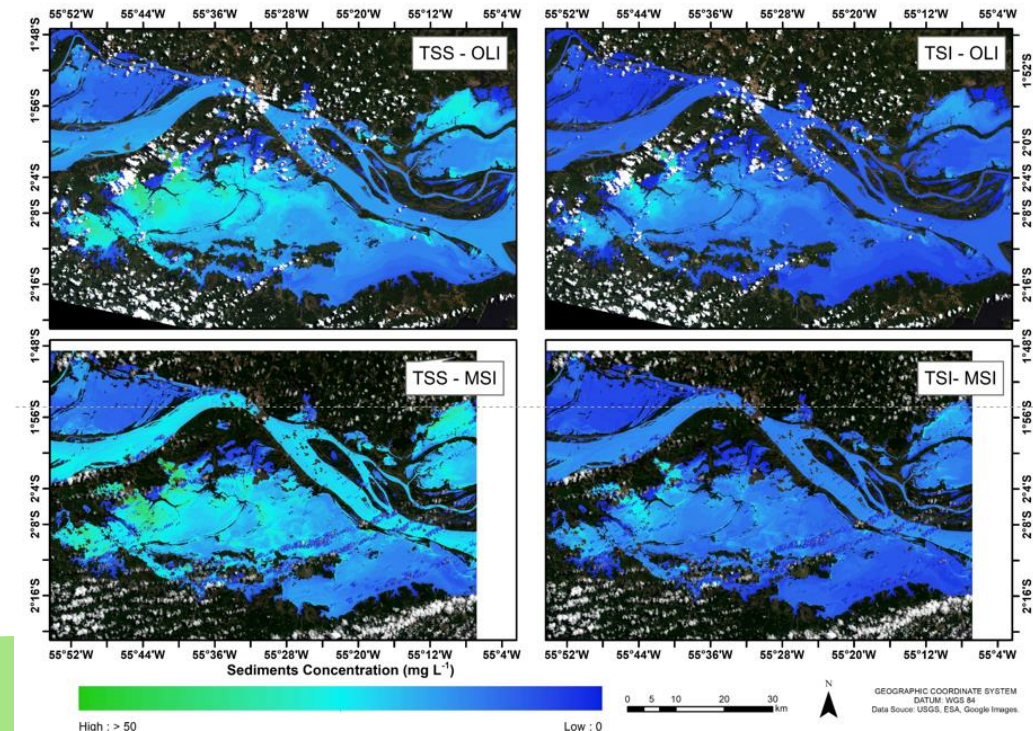 55°52'W 55°44'W 55°36'W 55°28'W 55°20'W 55°12'W 55°4'W
55°52'W 55°44'W 55°36'W 55°28'W 55°20'W 55°12'W 55°4'W
1°48'S
1°56'S
2°4'S
2°8'S
2°16'S
TSS - OLI
TSI - OLI
1°52'S
2°0'S
2°4'S
2°8'S
2°16'S
1°48'S
1°56'S
2°4'S
2°8'S
2°16'S
TSS - MSI
TSI- MSI
1°48'S
1°56'S
2°4'S
2°8'S
2°16'S
55°52'W 55°44'W 55°36'W 55°28'W 55°20'W 55°12'W 55°4'W
55°52'W 55°44'W 55°36'W 55°28'W 55°20'W 55°12'W 55°4'W
Sediments Concentration (mg L⁻¹)
High : > 50
Low : 0
0 5 10 20 30
km
N
GEOGRAPHIC COORDINATE SYSTEM
DATUM: WGS 84
Data Souce: USGS, ESA, Google Images.